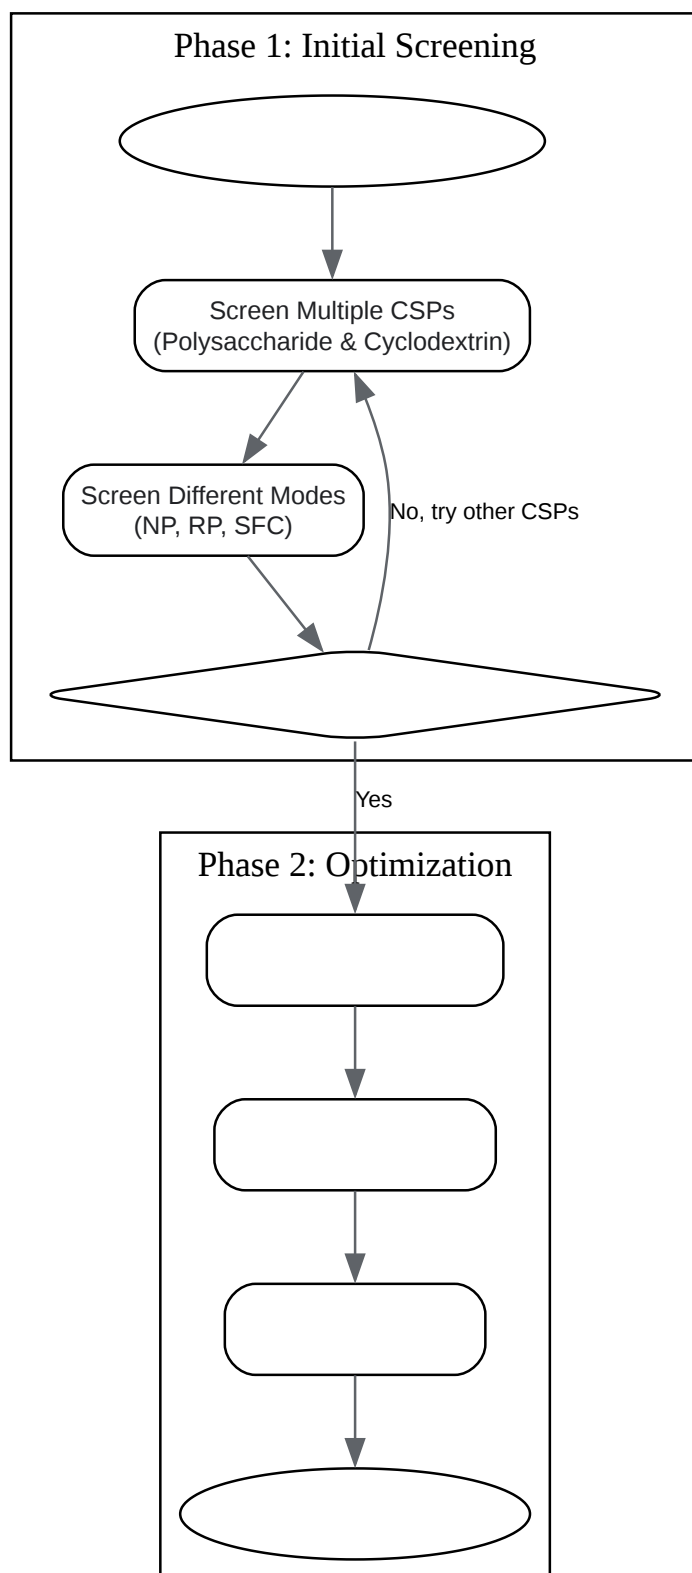 Phase 1: Initial Screening
Screen Multiple CSPs
(Polysaccharide & Cyclodextrin)
Screen Different Modes
(NP, RP, SFC)
No, try other CSPs
Yes
Phase 2: Optimization